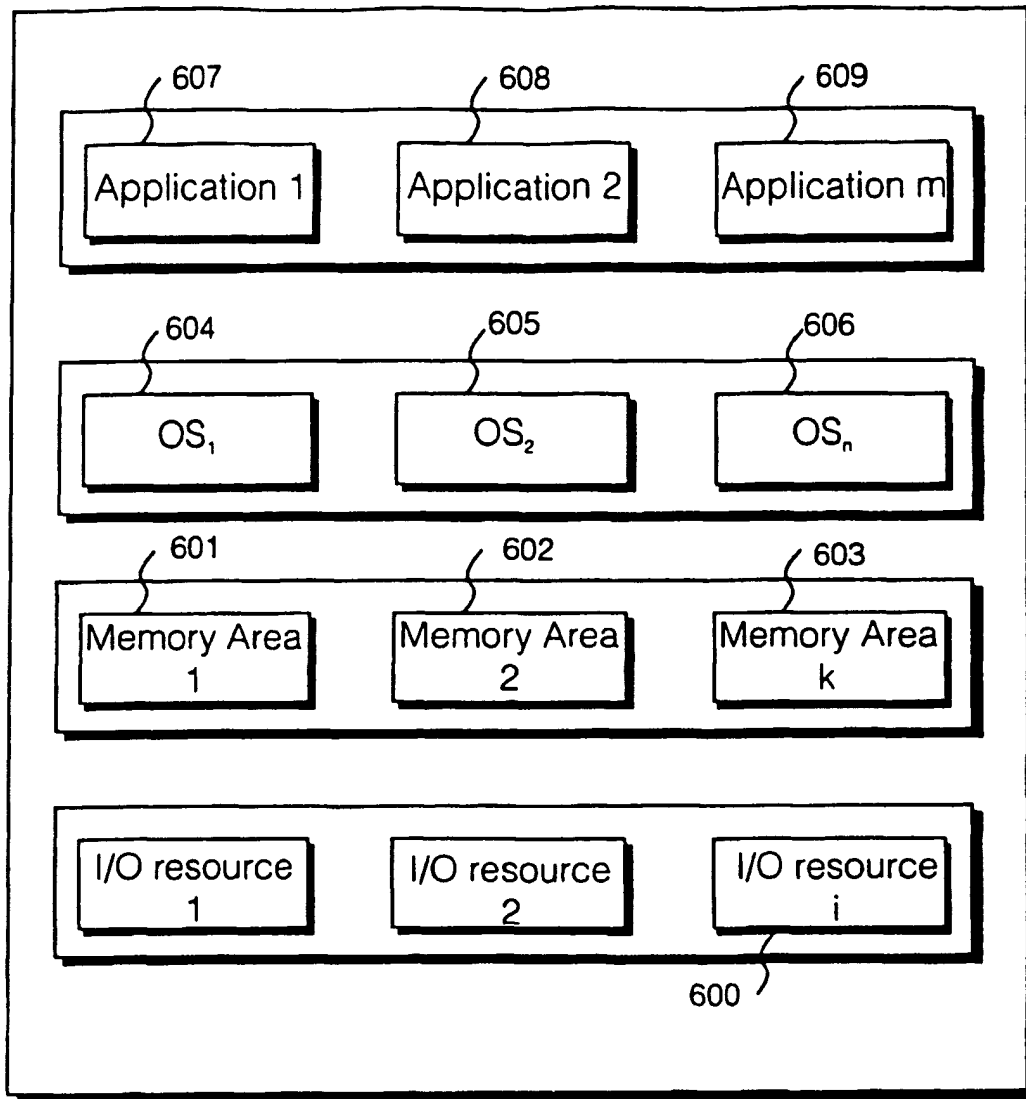 607 608 609
Application 1 Application 2 Application m
604 605 606
OS₁ OS₂ OSₙ
601 602 603
Memory Area Memory Area Memory Area
1 2 k
I/O resource I/O resource I/O resource
1 2 i
600